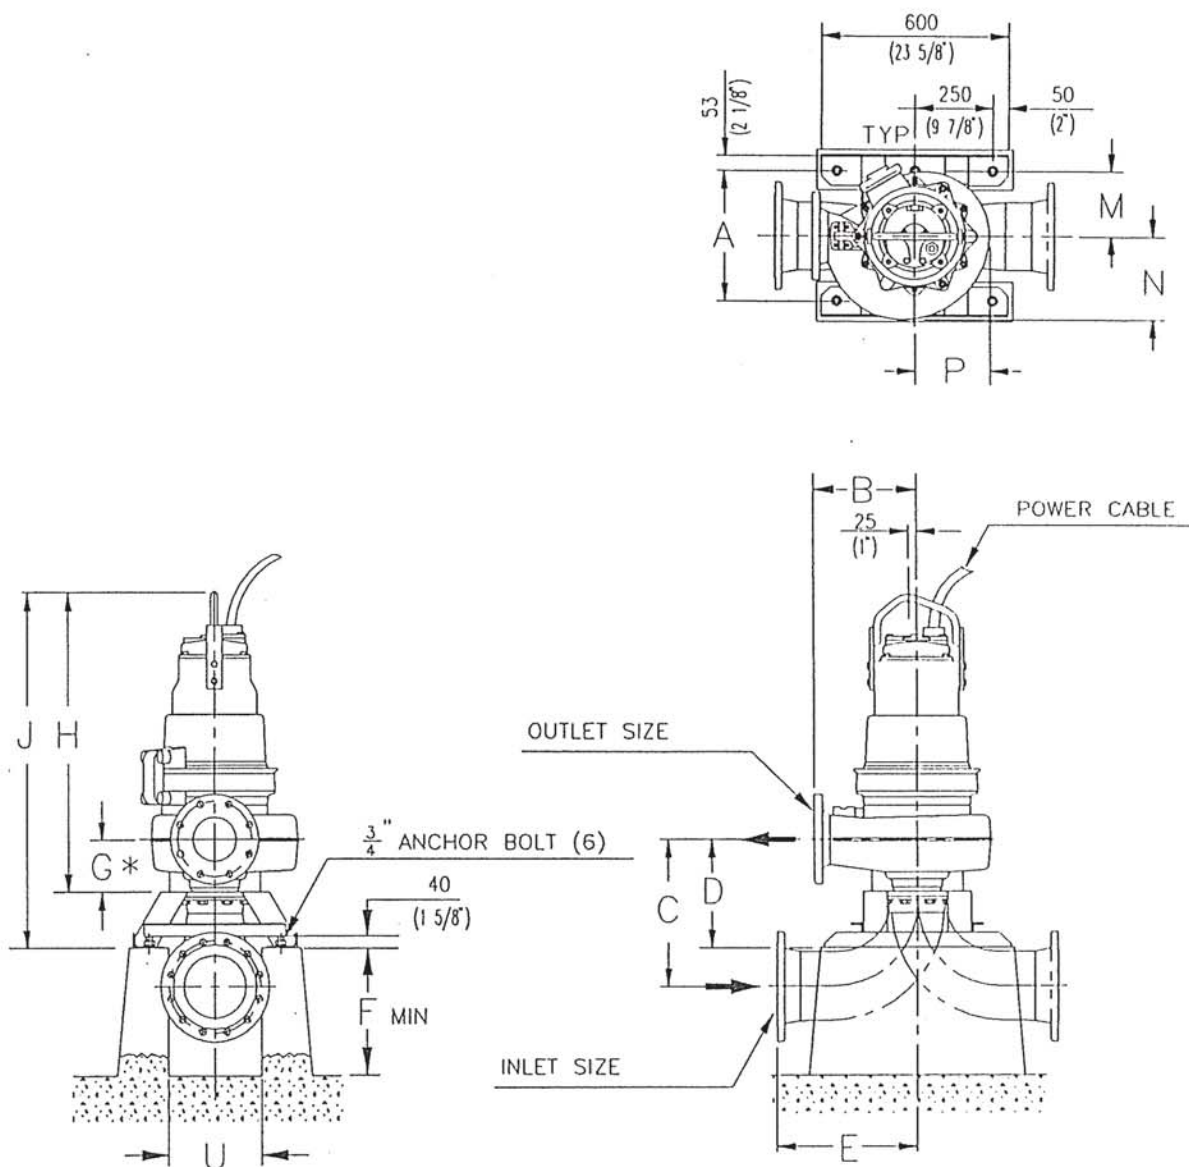 600
(23 5/8")
53
(2 1/8")
250
(9 7/8")
50
(2")
TYP
M
A
N
P
B
25
(1")
POWER CABLE
OUTLET SIZE
J
H
G*
3/4" ANCHOR BOLT (6)
40
(1 5/8")
D
C
F MIN
INLET SIZE
U
E